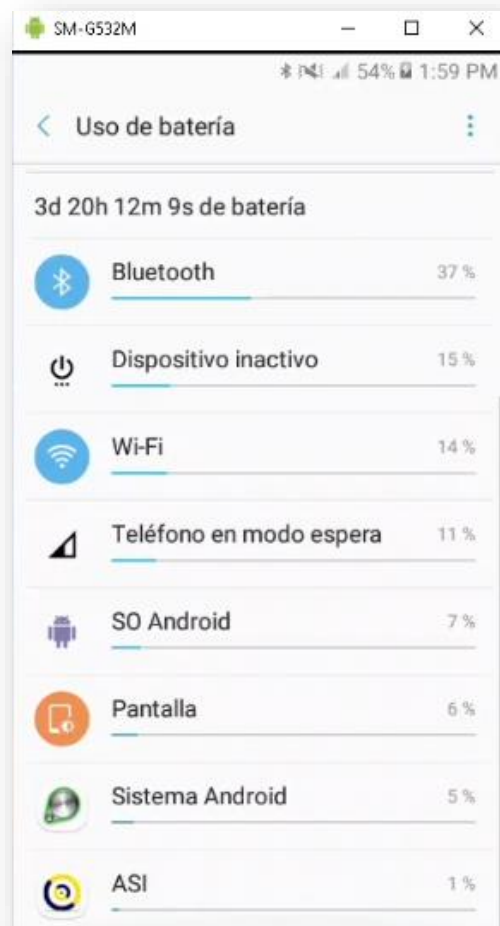 SM-G532M
54% 1:59 PM
Uso de batería
3d 20h 12m 9s de batería
Bluetooth 37 %
Dispositivo inactivo 15 %
Wi-Fi 14 %
Teléfono en modo espera 11 %
SO Android 7 %
Pantalla 6 %
Sistema Android 5 %
ASI 1 %